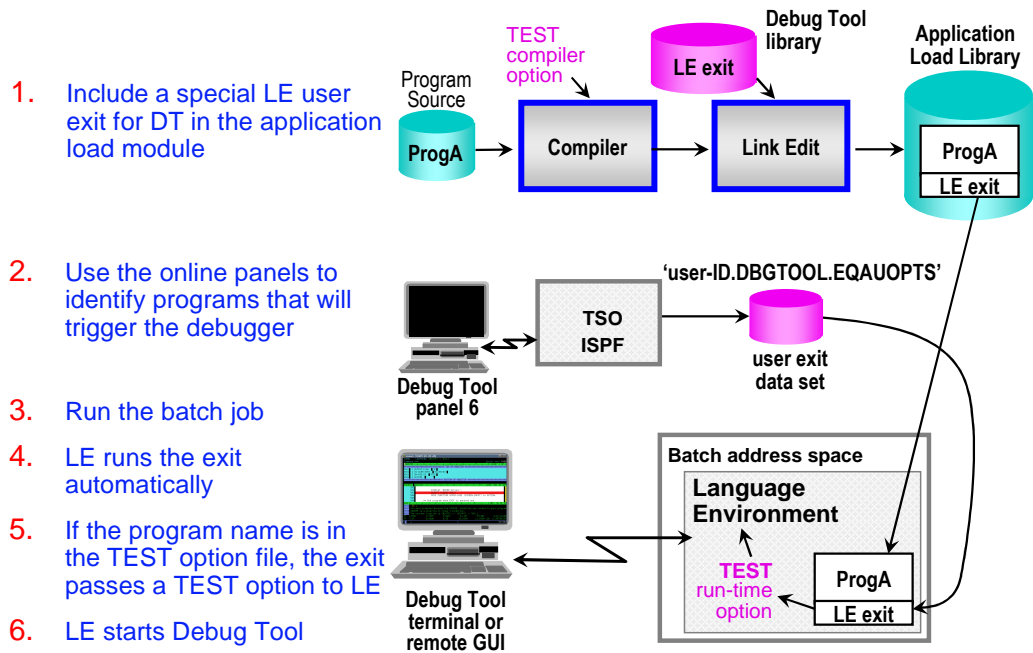 1. Include a special LE user
exit for DT in the application
load module
Program
Source
ProgA
TEST
compiler
option
Compiler
Debug Tool
library
LE exit
Link Edit
Application
Load Library
ProgA
LE exit
2. Use the online panels to
identify programs that will
trigger the debugger
Debug Tool
panel 6
TSO
ISPF
‘user-ID.DBGTOOL.EQAUOPTS’
user exit
data set
3. Run the batch job
4. LE runs the exit
automatically
5. If the program name is in
the TEST option file, the exit
passes a TEST option to LE
6. LE starts Debug Tool
Debug Tool
terminal or
remote GUI
Batch address space
Language
Environment
TEST
run-time
option
ProgA
LE exit